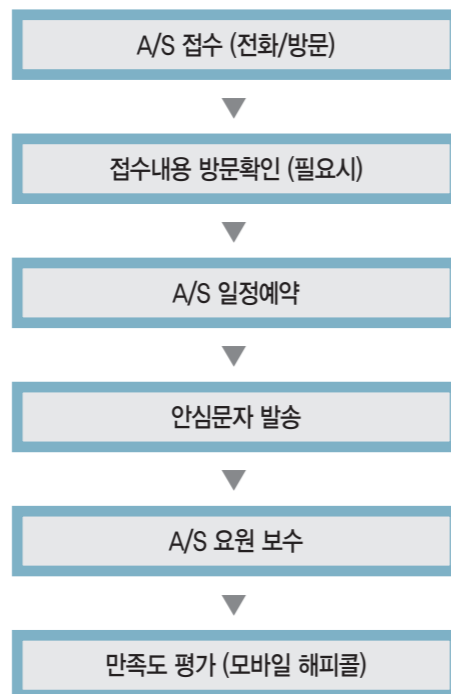 A/S 접수 (전화/방문)
접수내용 방문확인 (필요시)
A/S 일정예약
안심문자 발송
A/S 요원 보수
만족도 평가 (모바일 해피콜)